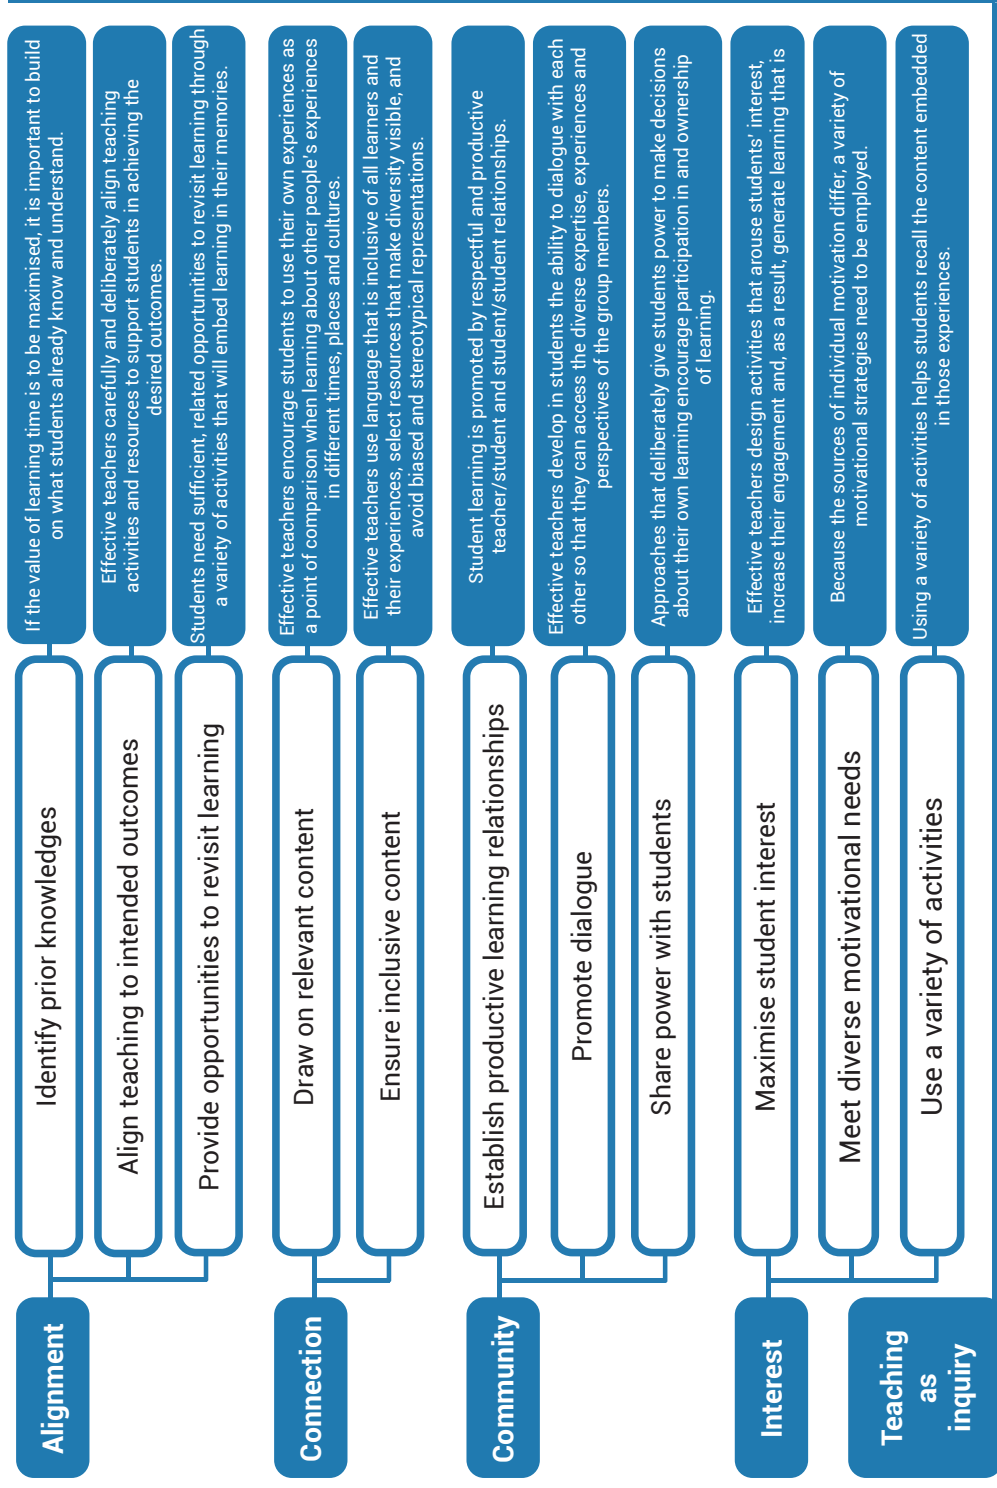 Alignment
Identify prior knowledges
If the value of learning time is to be maximised, it is important to build
on what students already know and understand.
Align teaching to intended outcomes
Effective teachers carefully and deliberately align teaching
activities and resources to support students in achieving the
desired outcomes.
Provide opportunities to revisit learning
Students need sufficient, related opportunities to revisit learning through
a variety of activities that will embed learning in their memories.
Connection
Draw on relevant content
Effective teachers encourage students to use their own experiences as
a point of comparison when learning about other people's experiences
in different times, places and cultures.
Ensure inclusive content
Effective teachers use language that is inclusive of all learners and
their experiences, select resources that make diversity visible, and
avoid biased and stereotypical representations.
Community
Establish productive learning relationships
Student learning is promoted by respectful and productive
teacher/student and student/student relationships.
Promote dialogue
Effective teachers develop in students the ability to dialogue with each
other so that they can access the diverse expertise, experiences and
perspectives of the group members.
Share power with students
Approaches that deliberately give students power to make decisions
about their own learning encourage participation in and ownership
of learning.
Interest
Maximise student interest
Effective teachers design activities that arouse students' interest,
increase their engagement and, as a result, generate learning that is
Meet diverse motivational needs
Because the sources of individual motivation differ, a variety of
motivational strategies need to be employed.
Use a variety of activities
Using a variety of activities helps students recall the content embedded
in those experiences.
Teaching
as
inquiry